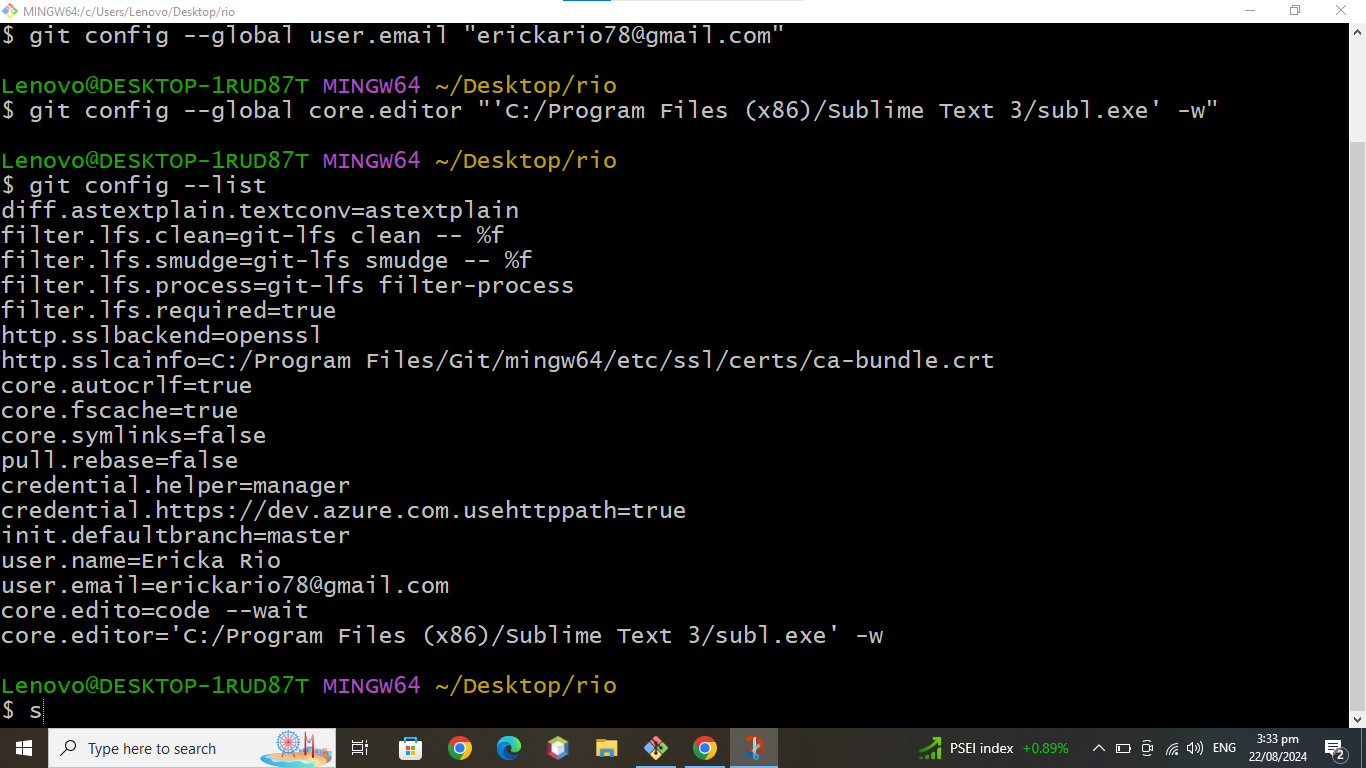 MINGW64:/c/Users/Lenovo/Desktop/rio
$ git config --global user.email "erickario78@gmail.com"
Lenovo@DESKTOP-1RUD87T MINGW64 ~/Desktop/rio
$ git config --global core.editor "'C:/Program Files (x86)/Sublime Text 3/subl.exe' -w"
Lenovo@DESKTOP-1RUD87T MINGW64 ~/Desktop/rio
$ git config --list
diff.astextplain.textconv=astextplain
filter.lfs.clean=git-lfs clean -- %f
filter.lfs.smudge=git-lfs smudge -- %f
filter.lfs.process=git-lfs filter-process
filter.lfs.required=true
http.sslbackend=openssl
http.sslcainfo=C:/Program Files/Git/mingw64/etc/ssl/certs/ca-bundle.crt
core.autocrlf=true
core.fscache=true
core.symlinks=false
pull.rebase=false
credential.helper=manager
credential.https://dev.azure.com.usehttppath=true
init.defaultbranch=master
user.name=Ericka Rio
user.email=erickario78@gmail.com
core.edito=code --wait
core.editor='C:/Program Files (x86)/Sublime Text 3/subl.exe' -w
Lenovo@DESKTOP-1RUD87T MINGW64 ~/Desktop/rio
$ s
Type here to search
PSEI index +0.89%
ENG
3:33 pm
22/08/2024
2